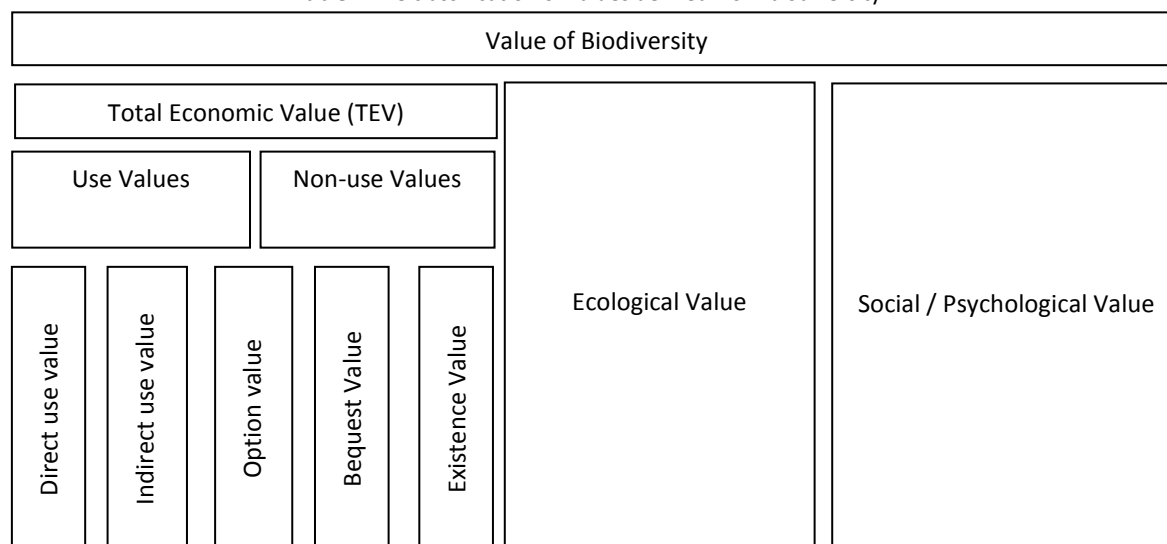 Value of Biodiversity
Total Economic Value (TEV)
Use Values
Non-use Values
Ecological Value
Social / Psychological Value
Direct use value
Indirect use value
Option value
Bequest Value
Existence Value